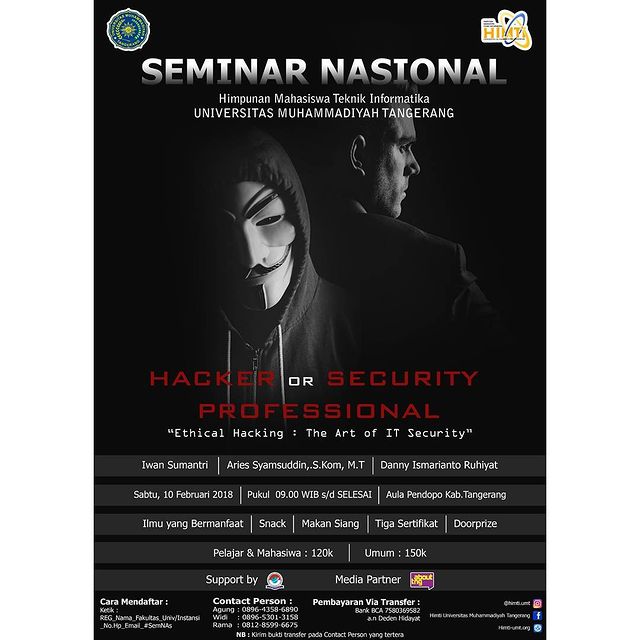 HIMTI
SEMINAR NASIONAL
Himpunan Mahasiswa Teknik Informatika
UNIVERSITAS MUHAMMADIYAH TANGERANG
HACKER OR SECURITY
PROFESSIONAL
“Ethical Hacking : The Art of IT Security”
Iwan Sumantri | Aries Syamsuddin,.S.Kom, M.T | Danny Ismarianto Ruhiyat
Sabtu, 10 Februari 2018 | Pukul 09.00 WIB s/d SELESAI | Aula Pendopo Kab.Tangerang
Ilmu yang Bermanfaat | Snack | Makan Siang | Tiga Sertifikat | Doorprize
Pelajar & Mahasiwa : 120k | Umum : 150k
Support by
Media Partner
about tng
Cara Mendaftar :
Ketik :
REG_Nama_Fakultas_Univ/Instansi
_No.Hp_Email_#SemNAs
Contact Person :
Agung : 0896-4358-6890
Widi : 0896-5301-3158
Rama : 0812-8599-6675
Pembayaran Via Transfer :
Bank BCA 7580369582
a.n Deden Hidayat
@himti.umt
Himti Universitas Muhammadiyah Tangerang
Himti-umt.org
NB : Kirim bukti transfer pada Contact Person yang tertera